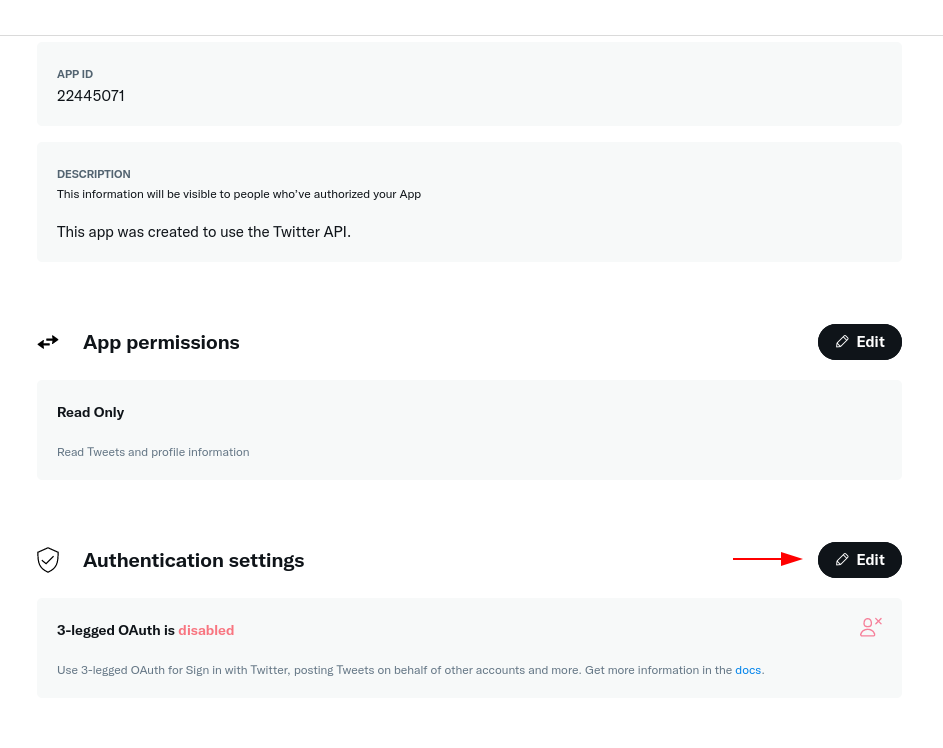 APP ID
22445071
DESCRIPTION
This information will be visible to people who've authorized your App
This app was created to use the Twitter API.
App permissions
Edit
Read Only
Read Tweets and profile information
Authentication settings
Edit
3-legged OAuth is disabled
Use 3-legged OAuth for Sign in with Twitter, posting Tweets on behalf of other accounts and more. Get more information in the docs.